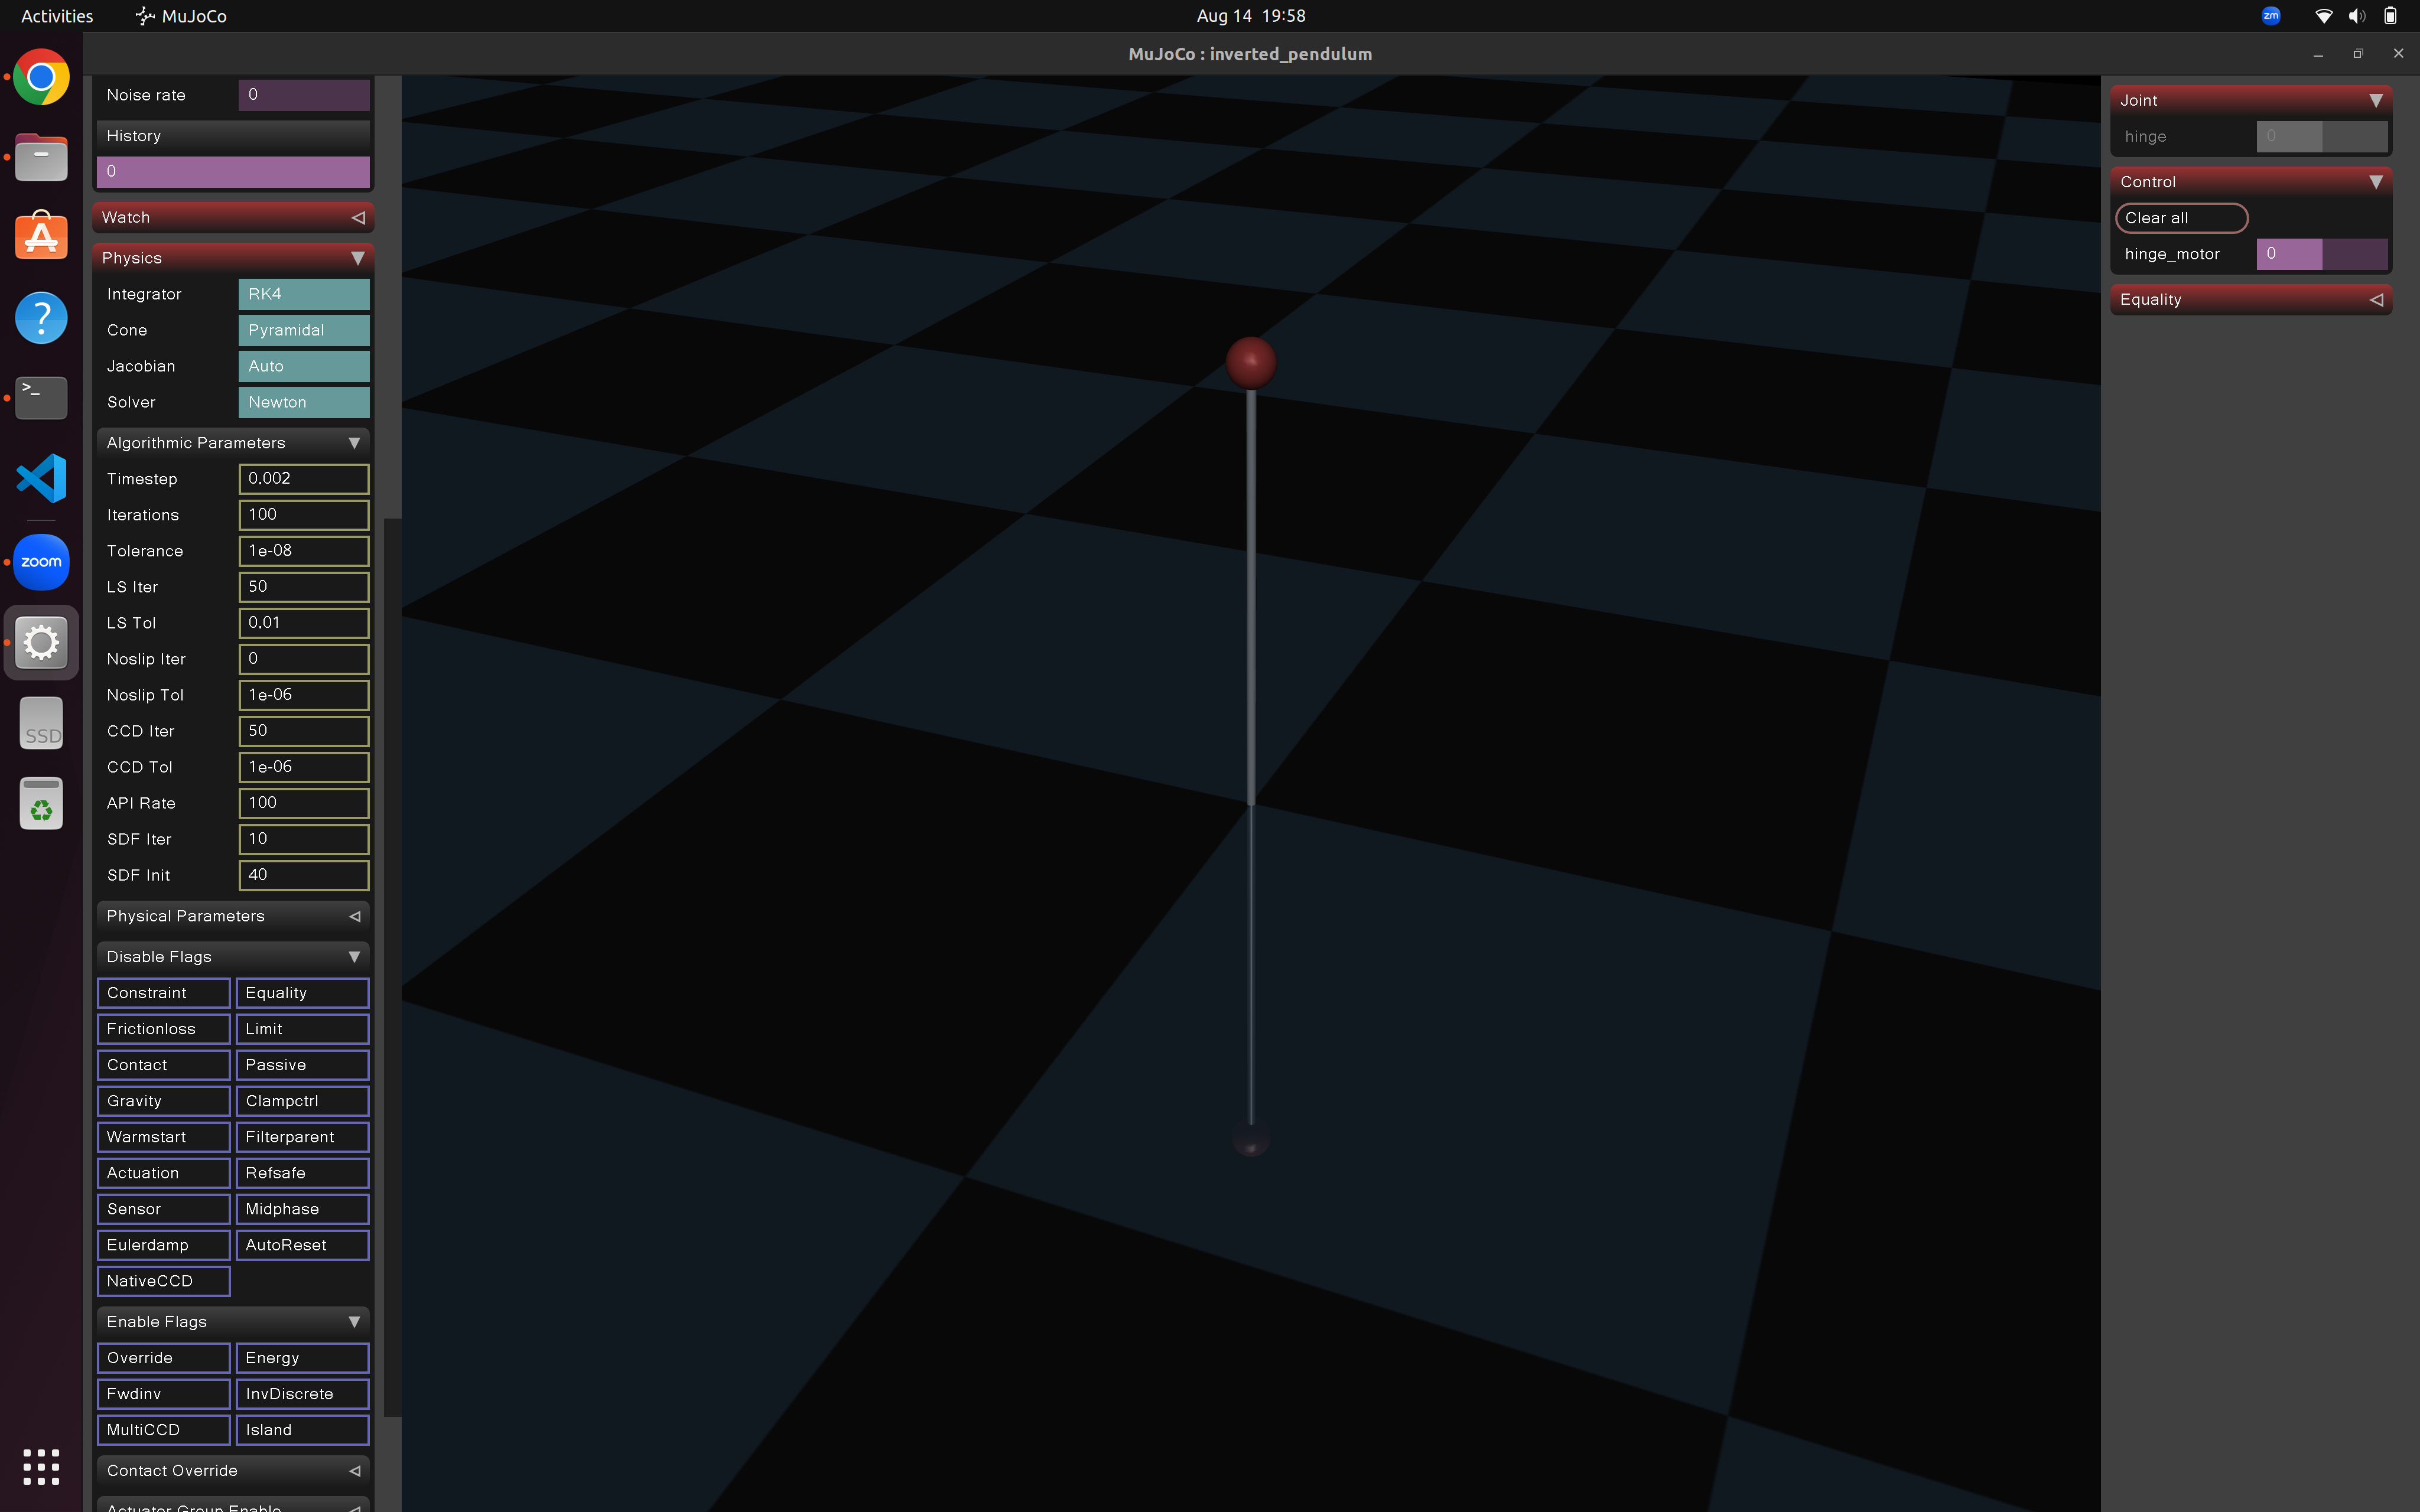 Activities MuJoCo Aug 14 19:58 zm
MuJoCo : inverted_pendulum
Noise rate 0
History
0
Watch
Physics
Integrator RK4
Cone Pyramidal
Jacobian Auto
Solver Newton
Algorithmic Parameters
Timestep 0.002
Iterations 100
Tolerance 1e-08
LS Iter 50
LS Tol 0.01
Noslip Iter 0
Noslip Tol 1e-06
CCD Iter 50
CCD Tol 1e-06
API Rate 100
SDF Iter 10
SDF Init 40
Physical Parameters
Disable Flags
Constraint Equality
Frictionloss Limit
Contact Passive
Gravity Clampctrl
Warmstart Filterparent
Actuation Refsafe
Sensor Midphase
Eulerdamp AutoReset
NativeCCD
Enable Flags
Override Energy
Fwdinv InvDiscrete
MultiCCD Island
Contact Override
Actuator Group Enable
Joint
hinge 0
Control
Clear all
hinge_motor 0
Equality
?
>_
zoom
SSD